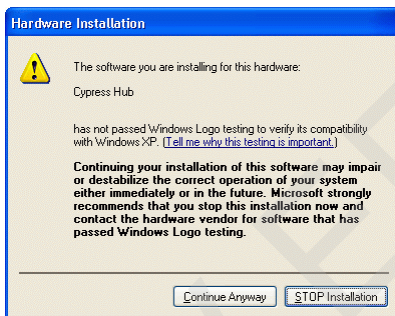 Hardware Installation
The software you are installing for this hardware:
Cypress Hub
has not passed Windows Logo testing to verify its compatibility
with Windows XP. (Tell me why this testing is important.)
Continuing your installation of this software may impair
or destabilize the correct operation of your system
either immediately or in the future. Microsoft strongly
recommends that you stop this installation now and
contact the hardware vendor for software that has
passed Windows Logo testing.
Continue Anyway
STOP Installation